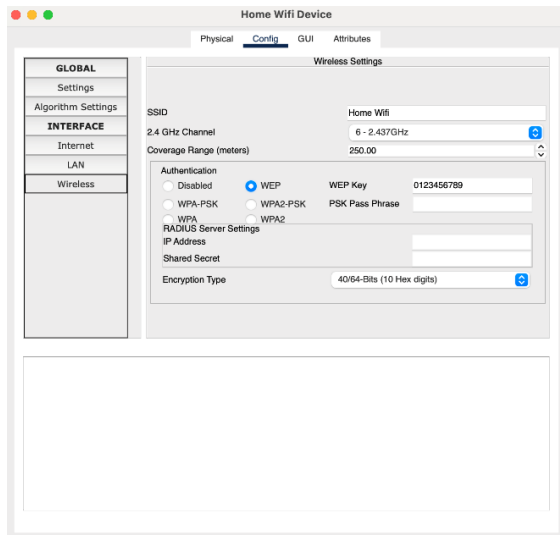 Home Wifi Device
Physical Config GUI Attributes
GLOBAL
Settings
Algorithm Settings
INTERFACE
Internet
LAN
Wireless
Wireless Settings
SSID Home Wifi
2.4 GHz Channel 6 - 2.437GHz
Coverage Range (meters) 250.00
Authentication
Disabled WEP WEP Key 0123456789
WPA-PSK WPA2-PSK PSK Pass Phrase
WPA WPA2
RADIUS Server Settings
IP Address
Shared Secret
Encryption Type 40/64-Bits (10 Hex digits)